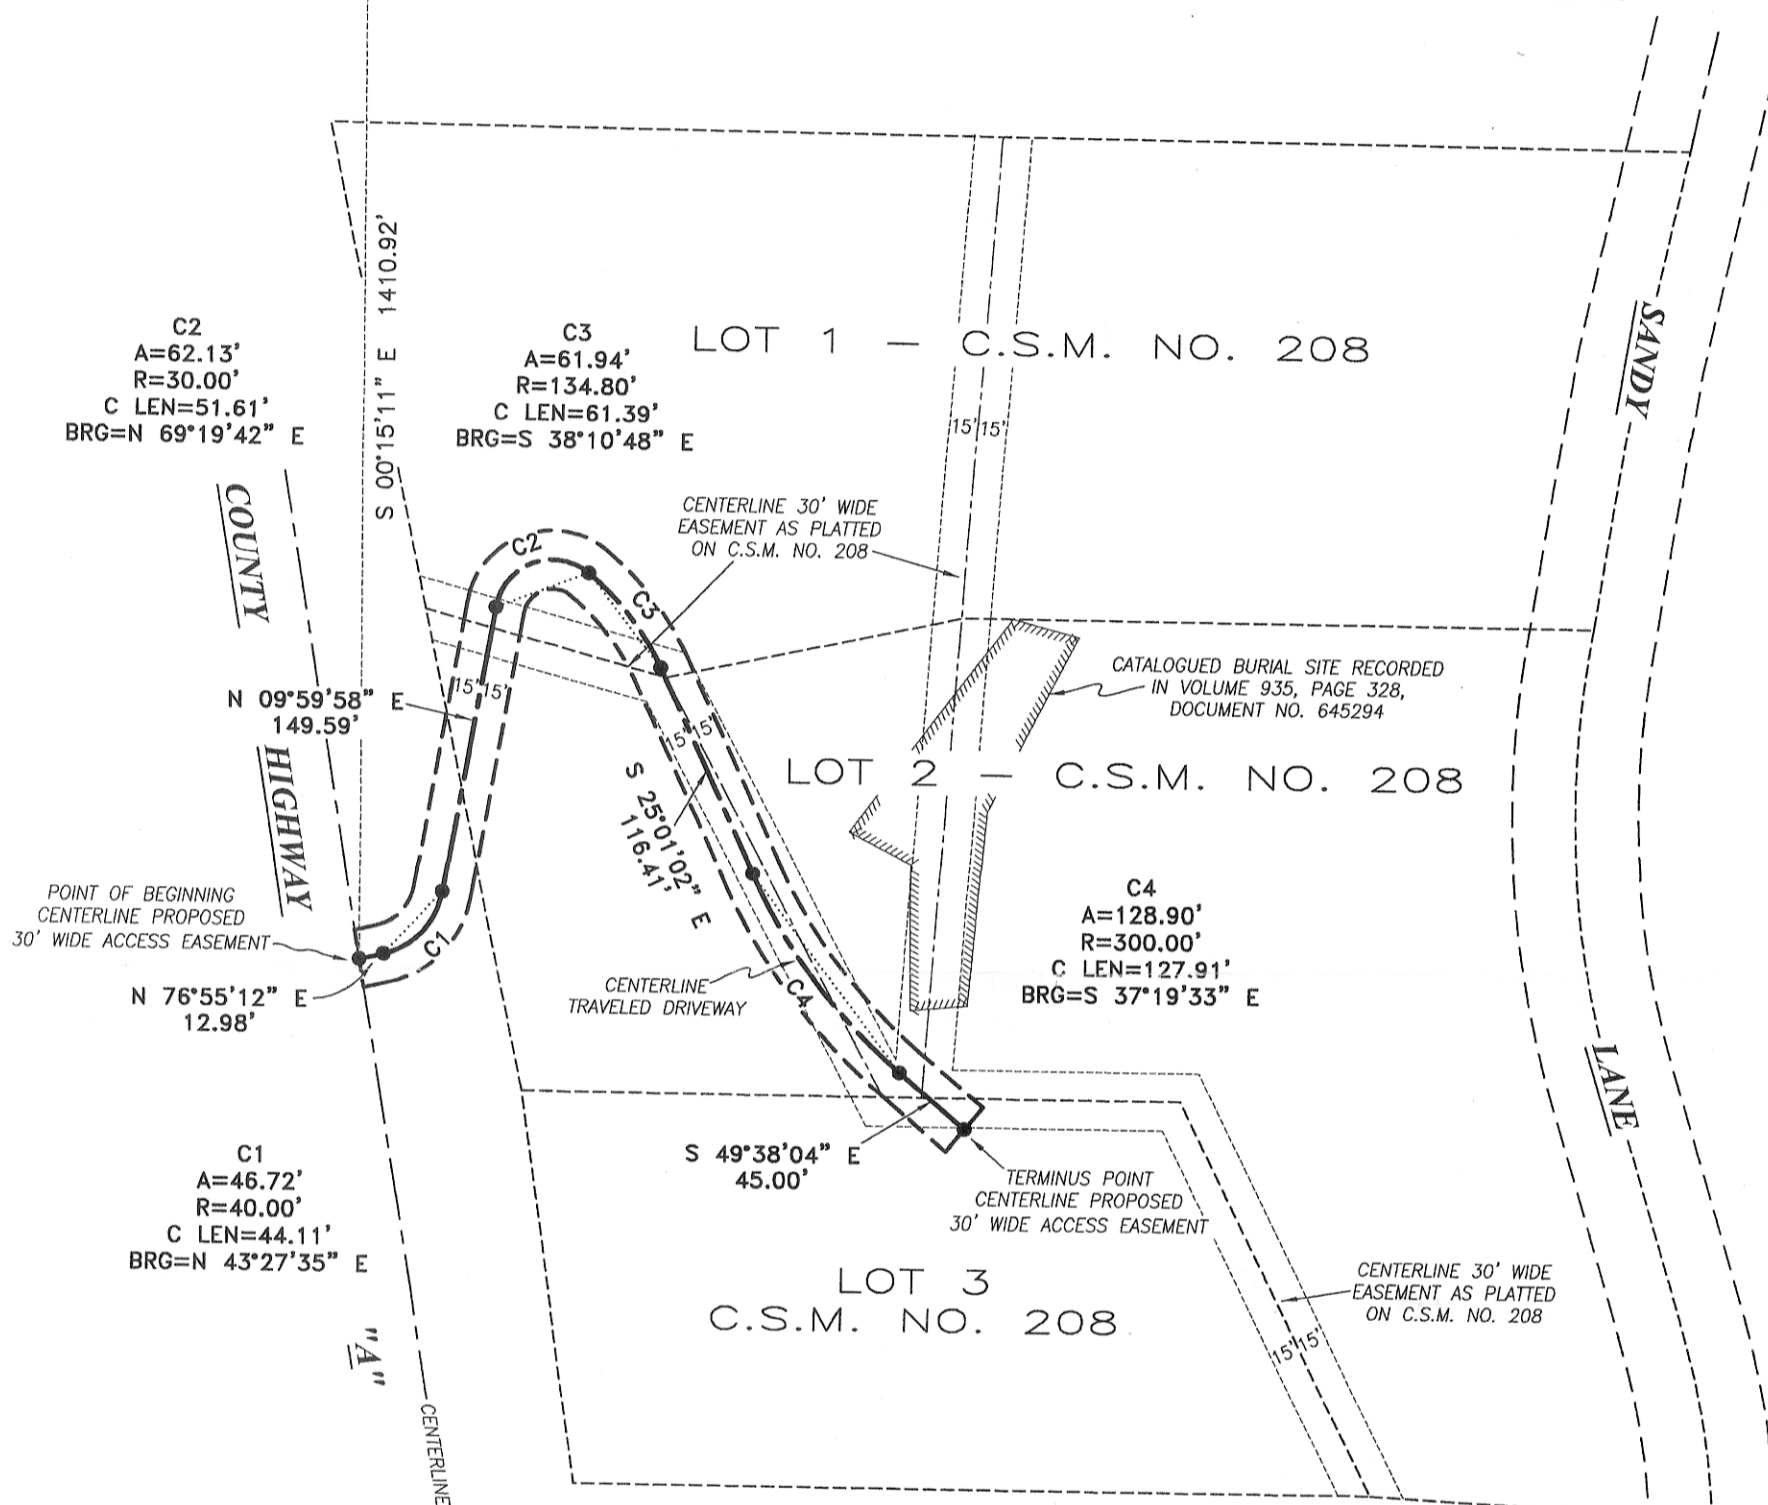 S 00°15'11" E 1410.92'
C2
A=62.13'
R=30.00'
C LEN=51.61'
BRG=N 69°19'42" E
C3
A=61.94'
R=134.80'
C LEN=61.39'
BRG=S 38°10'48" E
LOT 1 – C.S.M. NO. 208
SANDY
15' 15'
COUNTY
CENTERLINE 30' WIDE
EASEMENT AS PLATTED
ON C.S.M. NO. 208
C2
C3
CATALOGUED BURIAL SITE RECORDED
IN VOLUME 935, PAGE 328,
DOCUMENT NO. 645294
N 09°59'58" E
149.59'
15' 15'
15' 15'
HIGHWAY
S 25°01'02" E
116.41'
LOT 2 – C.S.M. NO. 208
POINT OF BEGINNING
CENTERLINE PROPOSED
30' WIDE ACCESS EASEMENT
C1
C4
A=128.90'
R=300.00'
C LEN=127.91'
BRG=S 37°19'33" E
N 76°55'12" E
12.98'
CENTERLINE
TRAVELED DRIVEWAY
C4
LANE
C1
A=46.72'
R=40.00'
C LEN=44.11'
BRG=N 43°27'35" E
S 49°38'04" E
45.00'
TERMINUS POINT
CENTERLINE PROPOSED
30' WIDE ACCESS EASEMENT
LOT 3
C.S.M. NO. 208
CENTERLINE 30' WIDE
EASEMENT AS PLATTED
ON C.S.M. NO. 208
15' 15'
"A"
CENTERLINE